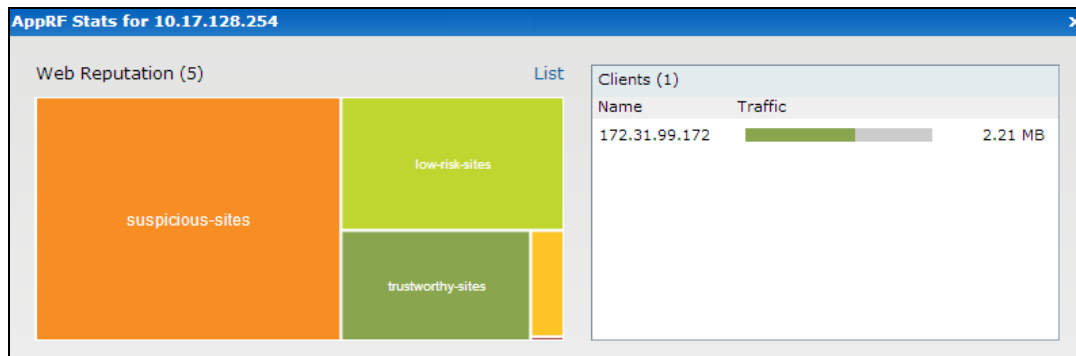 AppRF Stats for 10.17.128.254
x
Web Reputation (5)
List
suspicious-sites
low-risk-sites
trustworthy-sites
Clients (1)
Name Traffic
172.31.99.172 2.21 MB